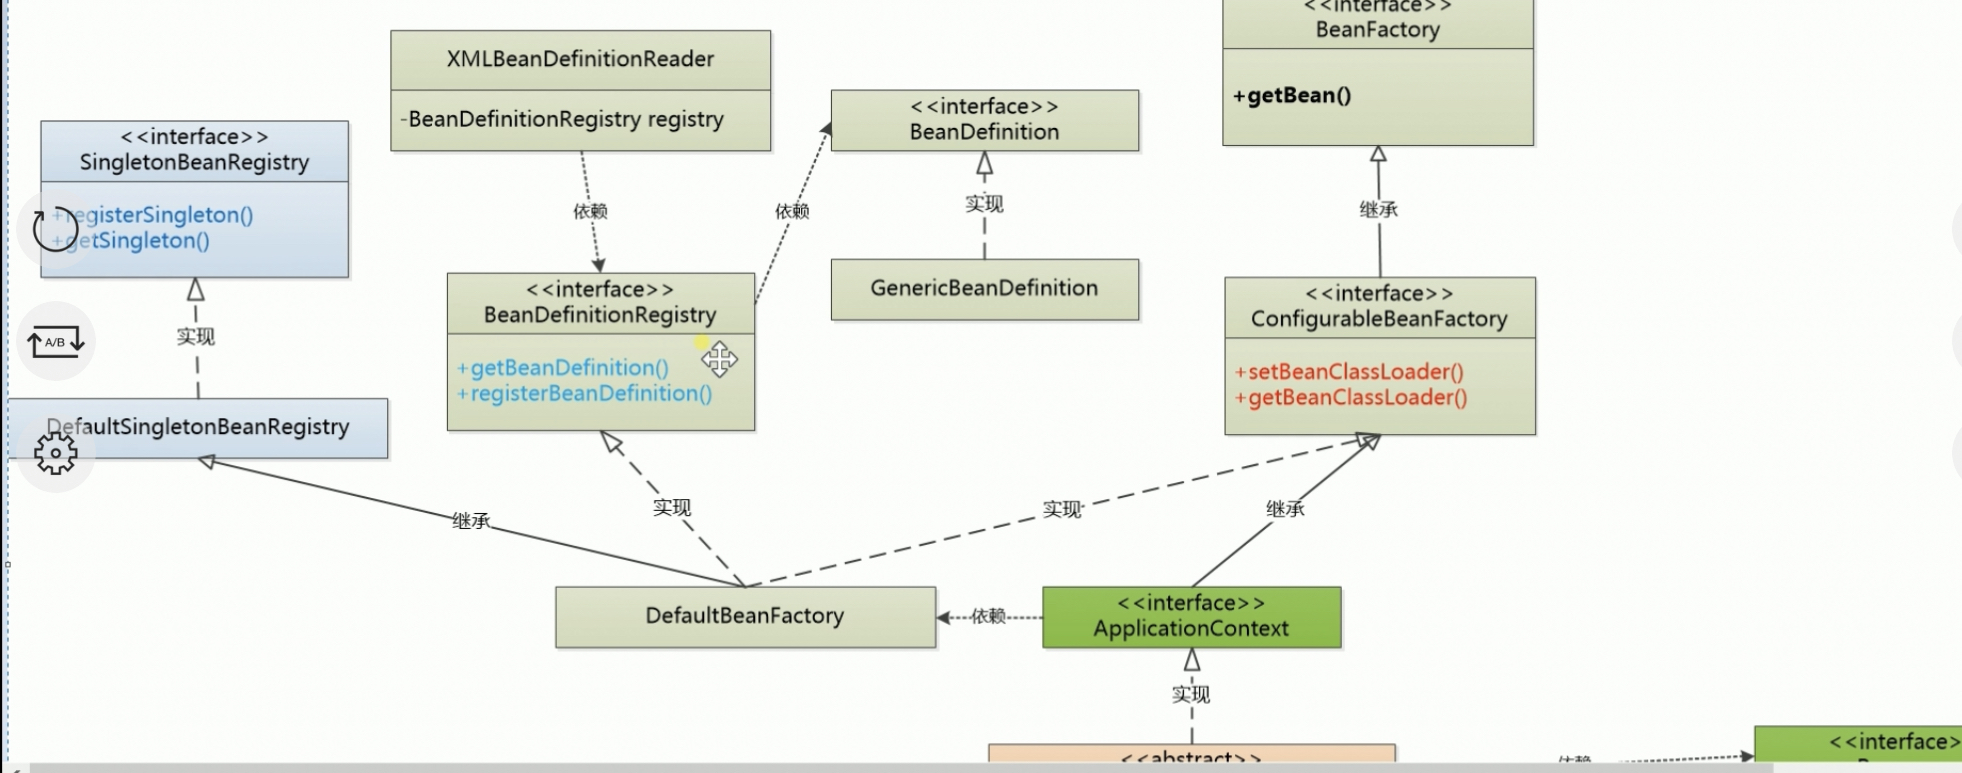 <<interface>>
BeanFactory
+getBean()
XMLBeanDefinitionReader
-BeanDefinitionRegistry registry
<<interface>>
BeanDefinition
<<interface>>
SingletonBeanRegistry
+registerSingleton()
+getSingleton()
依赖
依赖
实现
继承
<<interface>>
BeanDefinitionRegistry
+getBeanDefinition()
+registerBeanDefinition()
GenericBeanDefinition
<<interface>>
ConfigurableBeanFactory
+setBeanClassLoader()
+getBeanClassLoader()
实现
A/B
DefaultSingletonBeanRegistry
继承
实现
实现
继承
DefaultBeanFactory
依赖
<<interface>>
ApplicationContext
实现
<<abstract>>
依赖
<<interface>